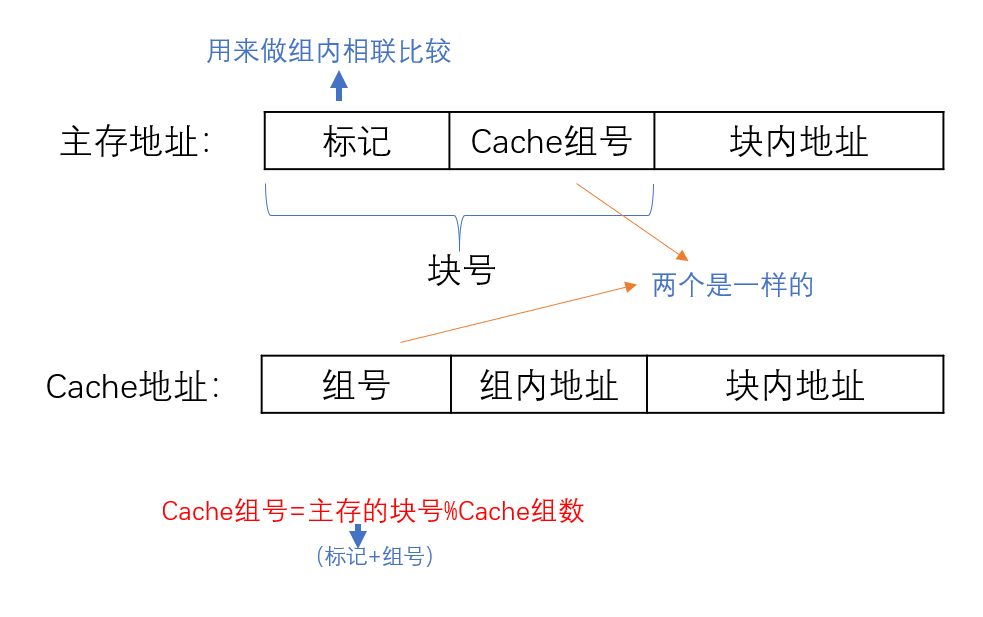 用来做组内相联比较
主存地址： 标记 Cache组号 块内地址
块号
两个是一样的
Cache地址： 组号 组内地址 块内地址
Cache组号=主存的块号%Cache组数
（标记+组号）